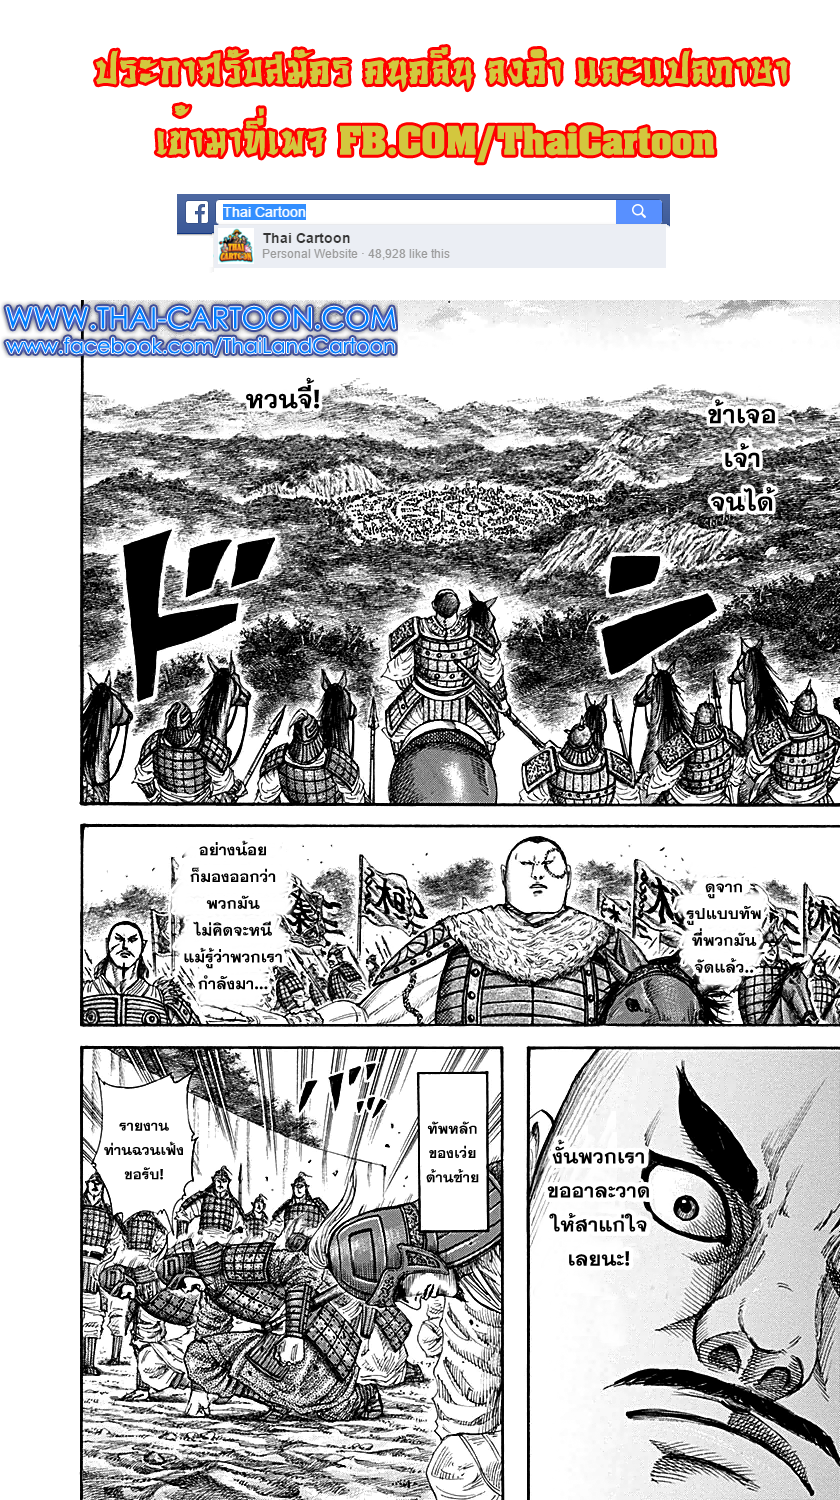 ประกาศรับสมัคร คนคลีน ลงคำ และแปลภาษา
เข้ามาที่เพจ FB.COM/ThaiCartoon
Thai Cartoon
Thai Cartoon
Personal Website · 48,928 like this
WWW.THAI-CARTOON.COM
www.facebook.com/ThaiLandCartoon
ข้าเจอ
เจ้า
จนได้
หวนจี้!
ド
ン
ดูจาก
รูปแบบทัพ
ที่พวกมัน
จัดแล้ว..
อย่างน้อย
ก็มองออกว่า
พวกมัน
ไม่คิดจะหนี
แม้รู้ว่าพวกเรา
กำลังมา...
桓
งั้นพวกเรา
ขออาละวาด
ให้สาแก่ใจ
เลยนะ!
ทัพหลัก
ของเว่ย
ด้านซ้าย
รายงาน
ท่านฉวนเฟ้ง
ขอรับ!